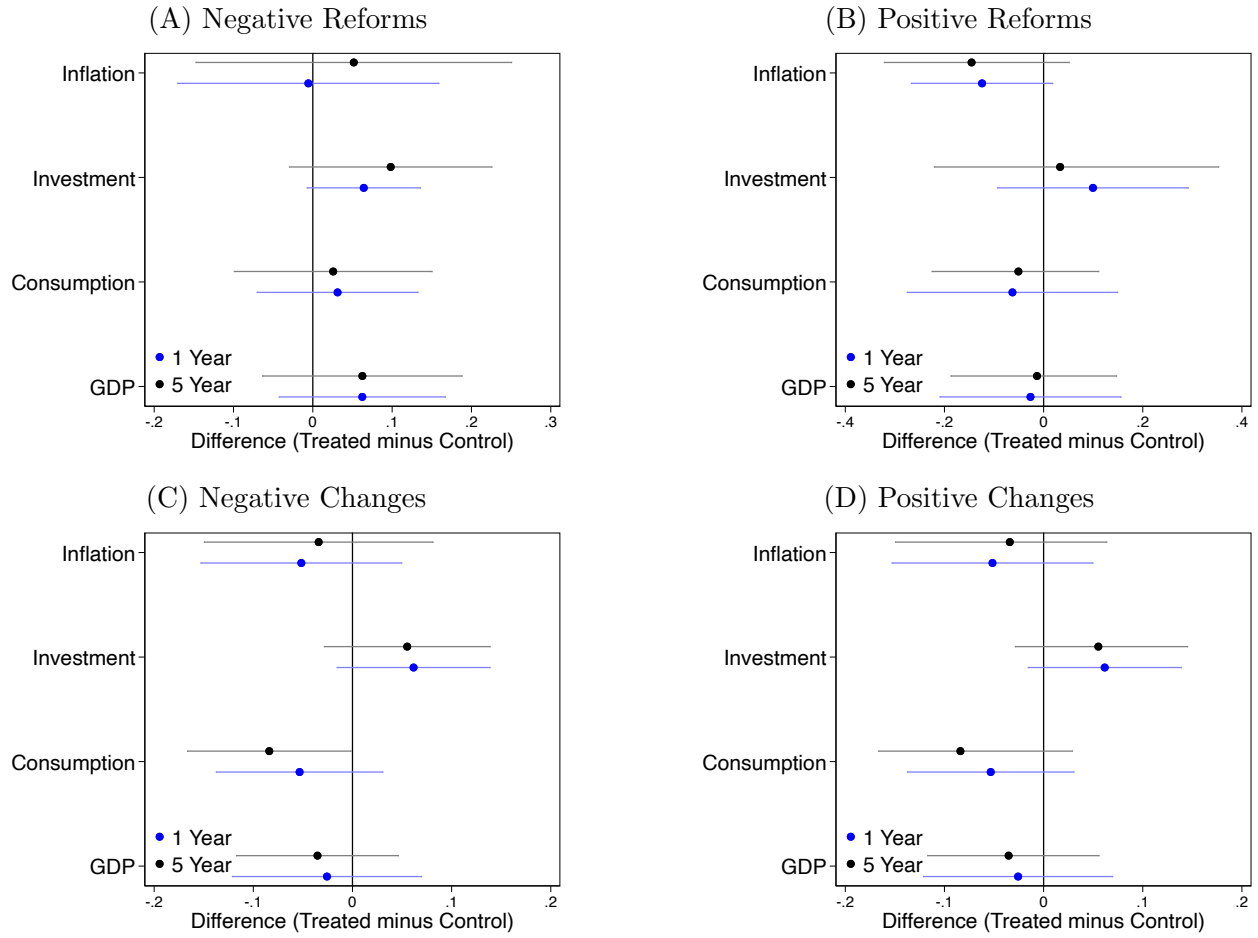 (A) Negative Reforms
Inflation
Investment
Consumption
1 Year
5 Year
GDP
-.2 -.1 0 .1 .2 .3
Difference (Treated minus Control)
(B) Positive Reforms
Inflation
Investment
Consumption
1 Year
5 Year
GDP
-.4 -.2 0 .2 .4
Difference (Treated minus Control)
(C) Negative Changes
Inflation
Investment
Consumption
1 Year
5 Year
GDP
-.2 -.1 0 .1 .2
Difference (Treated minus Control)
(D) Positive Changes
Inflation
Investment
Consumption
1 Year
5 Year
GDP
-.2 -.1 0 .1 .2
Difference (Treated minus Control)